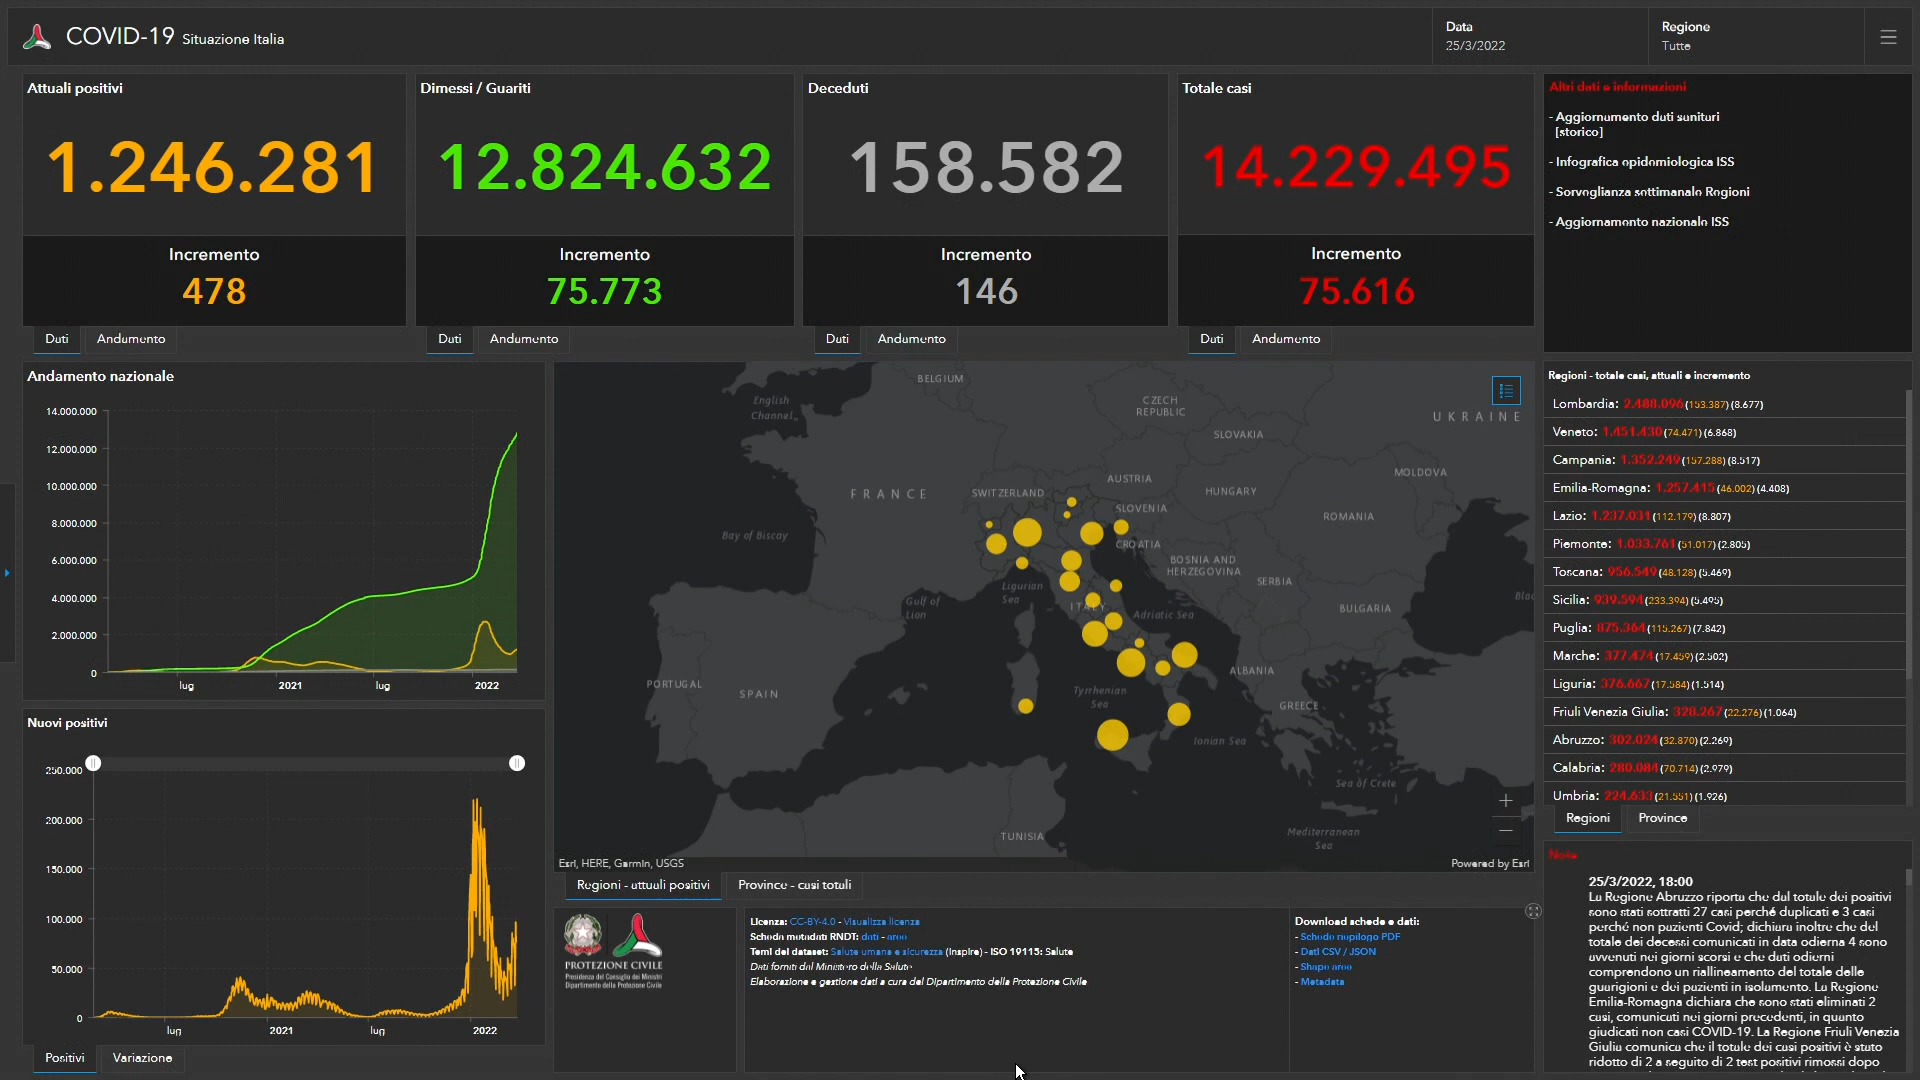 COVID-19 Situazione Italia
Data
25/3/2022
Regione
Tutte
Attuali positivi
1.246.281
Incremento
478
Dati
Andamento
Dimessi / Guariti
12.824.632
Incremento
75.773
Dati
Andamento
Deceduti
158.582
Incremento
146
Dati
Andamento
Totale casi
14.229.495
Incremento
75.616
Dati
Andamento
Altri dati e informazioni
- Aggiornamento dati sanitari
[storico]
- Infografica epidemiologica ISS
- Sorveglianza settimanale Regioni
- Aggiornamento nazionale ISS
Andamento nazionale
14.000.000
12.000.000
10.000.000
8.000.000
6.000.000
4.000.000
2.000.000
0
lug
2021
lug
2022
Nuovi positivi
250.000
200.000
150.000
100.000
50.000
0
lug
2021
lug
2022
Positivi
Variazione
BELGIUM
English
Channel
CZECH
REPUBLIC
UKRAINE
SLOVAKIA
MOLDOVA
AUSTRIA
FRANCE
SWITZERLAND
HUNGARY
SLOVENIA
ROMANIA
Bay of Biscay
CROATIA
BOSNIA AND
HERZEGOVINA
SERBIA
Ligurian
Sea
Gulf of
Lion
ITALY
Adriatic Sea
BULGARIA
Blac
ALBANIA
PORTUGAL
SPAIN
Tyrrhenian
Sea
GREECE
Ionian Sea
Sea of Crete
TUNISIA
Mediterranean
Sea
Esri, HERE, Garmin, USGS
Powered by Esri
Regioni - attuali positivi
Province - casi totali
PROTEZIONE CIVILE
Presidenza del Consiglio dei Ministri
Dipartimento della Protezione Civile
Licenza: CC-BY-4.0 - Visualizza licenza
Scheda metadati RNDT: dati - aree
Temi dei dataset: Salute umana e sicurezza (Inspire) - ISO 19115: Salute
Dati forniti dal Ministero della Salute
Elaborazione e gestione dati a cura del Dipartimento della Protezione Civile
Download schede e dati:
- Scheda riepilogo PDF
- Dati CSV / JSON
- Shape aree
- Metadata
Regioni - totale casi, attuali e incremento
Lombardia: 2.488.096 (153.387) (8.677)
Veneto: 1.451.430 (74.471) (6.868)
Campania: 1.352.249 (157.288) (8.517)
Emilia-Romagna: 1.257.415 (46.002) (4.408)
Lazio: 1.237.031 (112.179) (8.807)
Piemonte: 1.033.761 (51.017) (2.805)
Toscana: 956.549 (48.128) (5.469)
Sicilia: 939.594 (233.394) (5.495)
Puglia: 875.364 (115.267) (7.842)
Marche: 377.474 (17.459) (2.502)
Liguria: 376.667 (17.584) (1.514)
Friuli Venezia Giulia: 328.267 (22.276) (1.064)
Abruzzo: 302.024 (32.870) (2.269)
Calabria: 280.084 (70.714) (2.979)
Umbria: 224.633 (21.551) (1.926)
Regioni
Province
Note
25/3/2022, 18:00
La Regione Abruzzo riporta che dal totale dei positivi
sono stati sottratti 27 casi perché duplicati e 3 casi
perché non pazienti Covid; dichiara inoltre che del
totale dei decessi comunicati in data odierna 4 sono
avvenuti nei giorni scorsi e che dati odierni
comprendono un riallineamento del totale delle
guarigioni e dei pazienti in isolamento. La Regione
Emilia-Romagna dichiara che sono stati eliminati 2
casi, comunicati nei giorni precedenti, in quanto
giudicati non casi COVID-19. La Regione Friuli Venezia
Giulia comunica che il totale dei casi positivi è stato
ridotto di 2 a seguito di 2 test positivi rimossi dopo